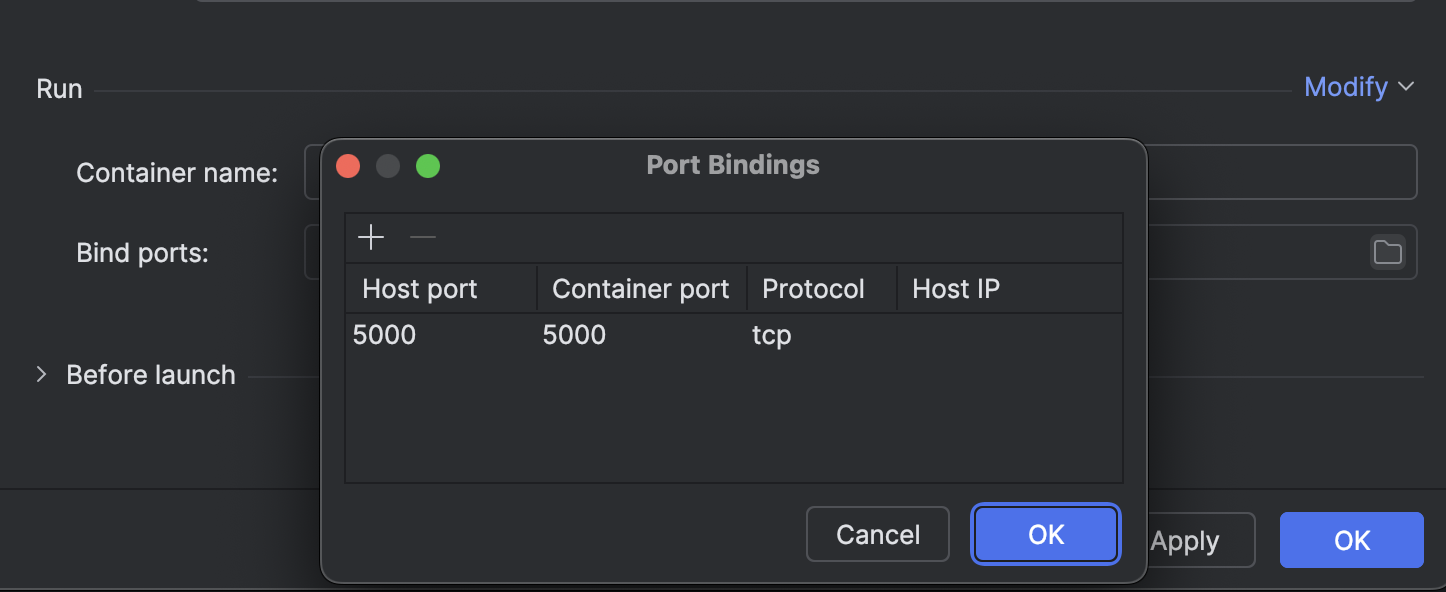 Run
Modify
Container name:
Bind ports:
Before launch
Port Bindings
Host port Container port Protocol Host IP
5000 5000 tcp
Cancel OK
Apply OK